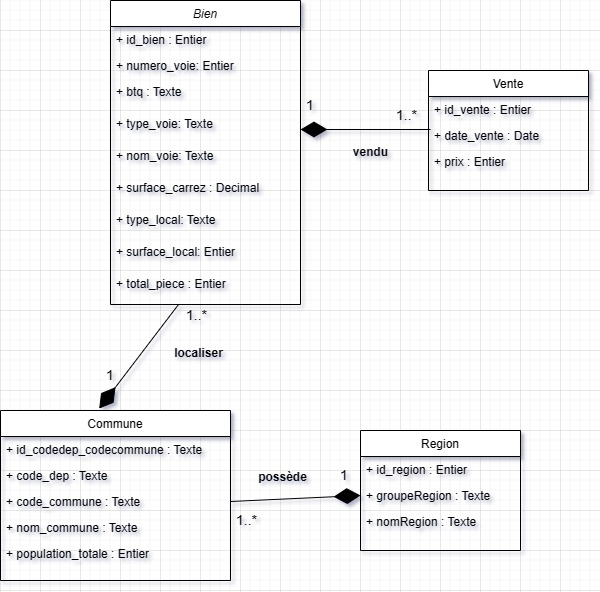 Bien
+ id_bien : Entier
+ numero_voie: Entier
+ btq : Texte
+ type_voie: Texte
+ nom_voie: Texte
+ surface_carrez : Decimal
+ type_local: Texte
+ surface_local: Entier
+ total_piece : Entier
1
1..*
vendu
Vente
+ id_vente : Entier
+ date_vente : Date
+ prix : Entier
1..*
localiser
1
Commune
+ id_codedep_codecommune : Texte
+ code_dep : Texte
+ code_commune : Texte
+ nom_commune : Texte
+ population_totale : Entier
possède
1
1..*
Region
+ id_region : Entier
+ groupeRegion : Texte
+ nomRegion : Texte